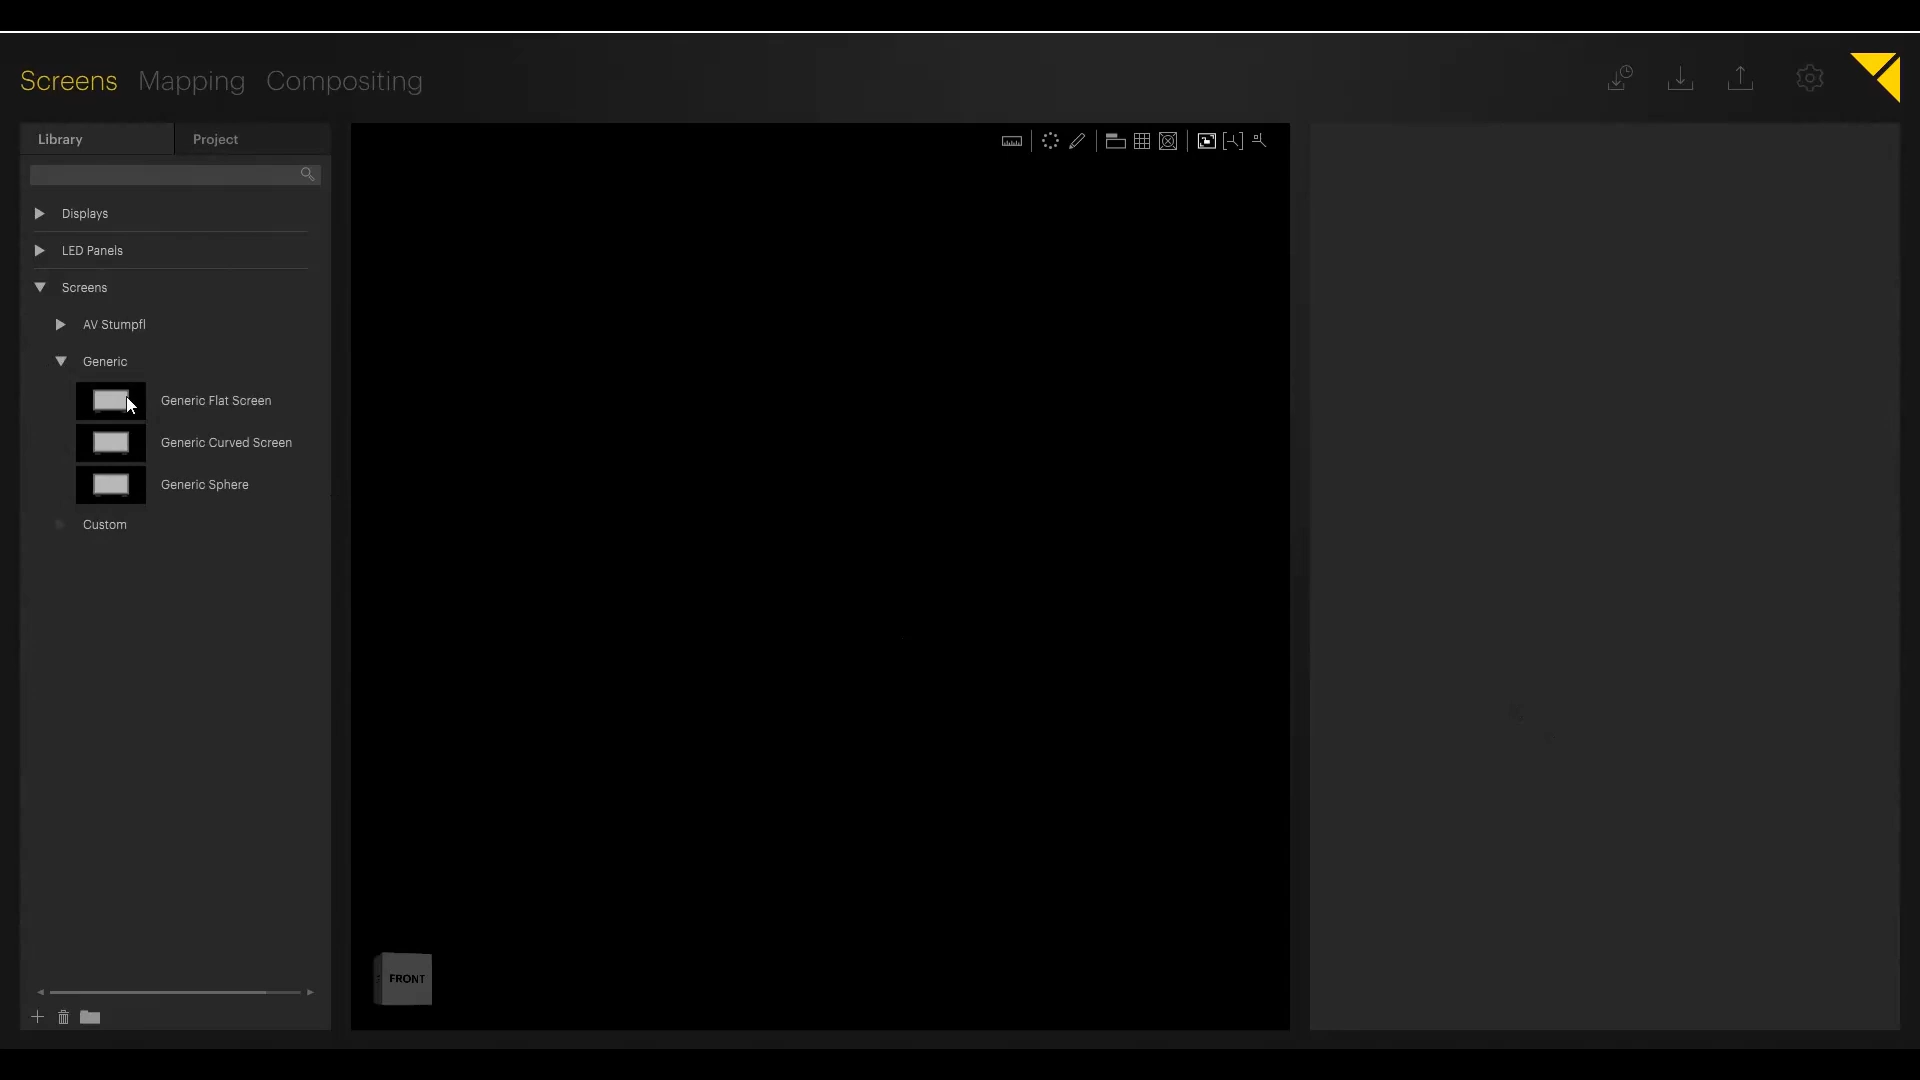 Screens Mapping Compositing
Library Project
Displays
LED Panels
Screens
AV Stumpfl
Generic
Generic Flat Screen
Generic Curved Screen
Generic Sphere
Custom
FRONT